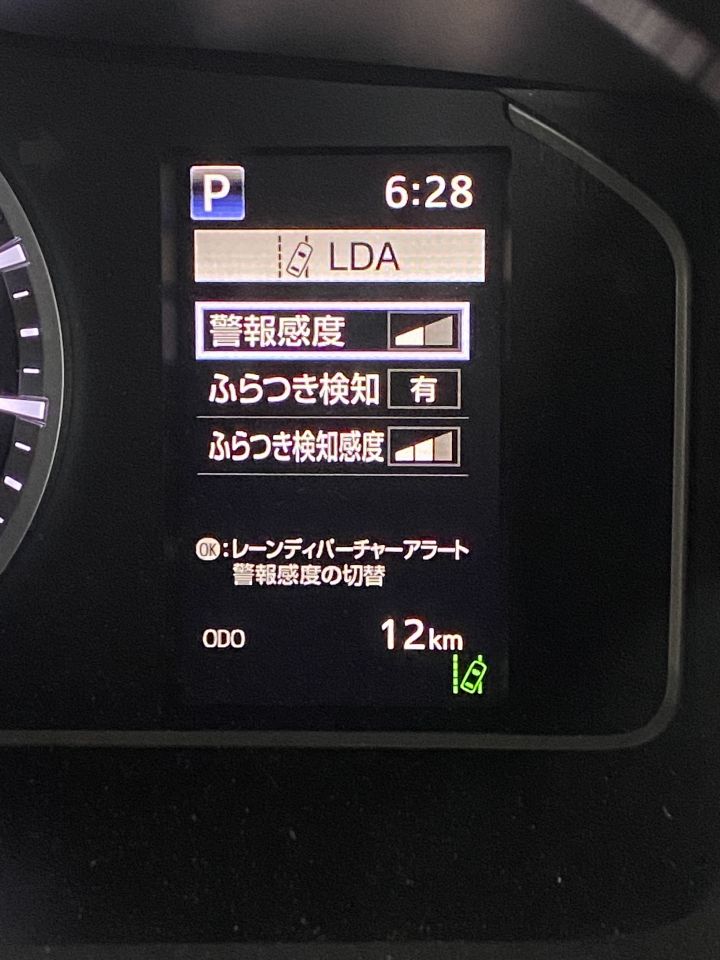 P
6:28
LDA
警報感度
ふらつき検知 有
ふらつき検知感度
OK:レーンディパーチャーアラート
警報感度の切替
ODO 12km